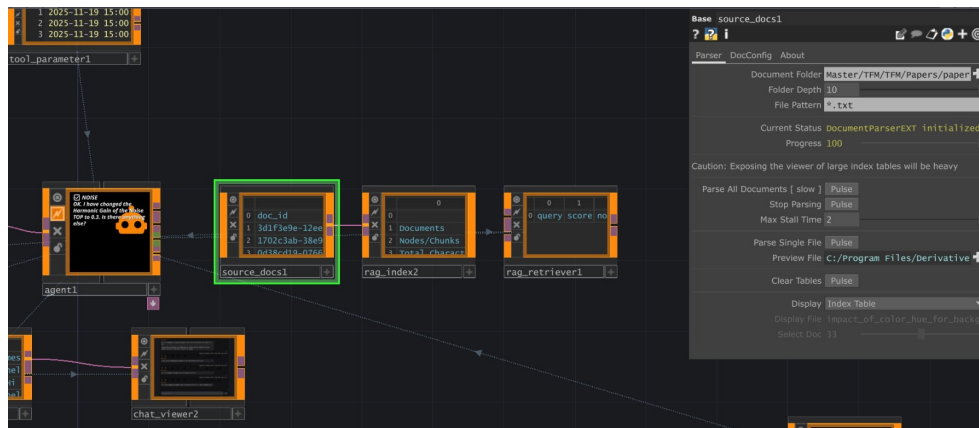 1 2025-11-19 15:00
2 2025-11-19 15:00
3 2025-11-19 15:00
tool_parameter1
NOISE
OK. I have changed the
Harmonic Gain of the Noise
TOP to 0.3. Is there anything
else?
agent1
0 doc_id
1 3d1f3e9e-12ee
2 1702c3ab-38e9
3 0d38cd19-0766
source_docs1
0
0
1 Documents
2 Nodes/Chunks
3 Total Charact
rag_index2
0 1
0 query score no
rag_retriever1
mes
nel
ri
nel
chat_viewer2
Base source_docs1
? ? i
Parser DocConfig About
Document Folder Master/TFM/TFM/Papers/paper
Folder Depth 10
File Pattern *.txt
Current Status DocumentParserEXT initialized
Progress 100
Caution: Exposing the viewer of large index tables will be heavy
Parse All Documents [ slow ] Pulse
Stop Parsing Pulse
Max Stall Time 2
Parse Single File Pulse
Preview File C:/Program Files/Derivative
Clear Tables Pulse
Display Index Table
Display File impact_of_color_hue_for_backg
Select Doc 33